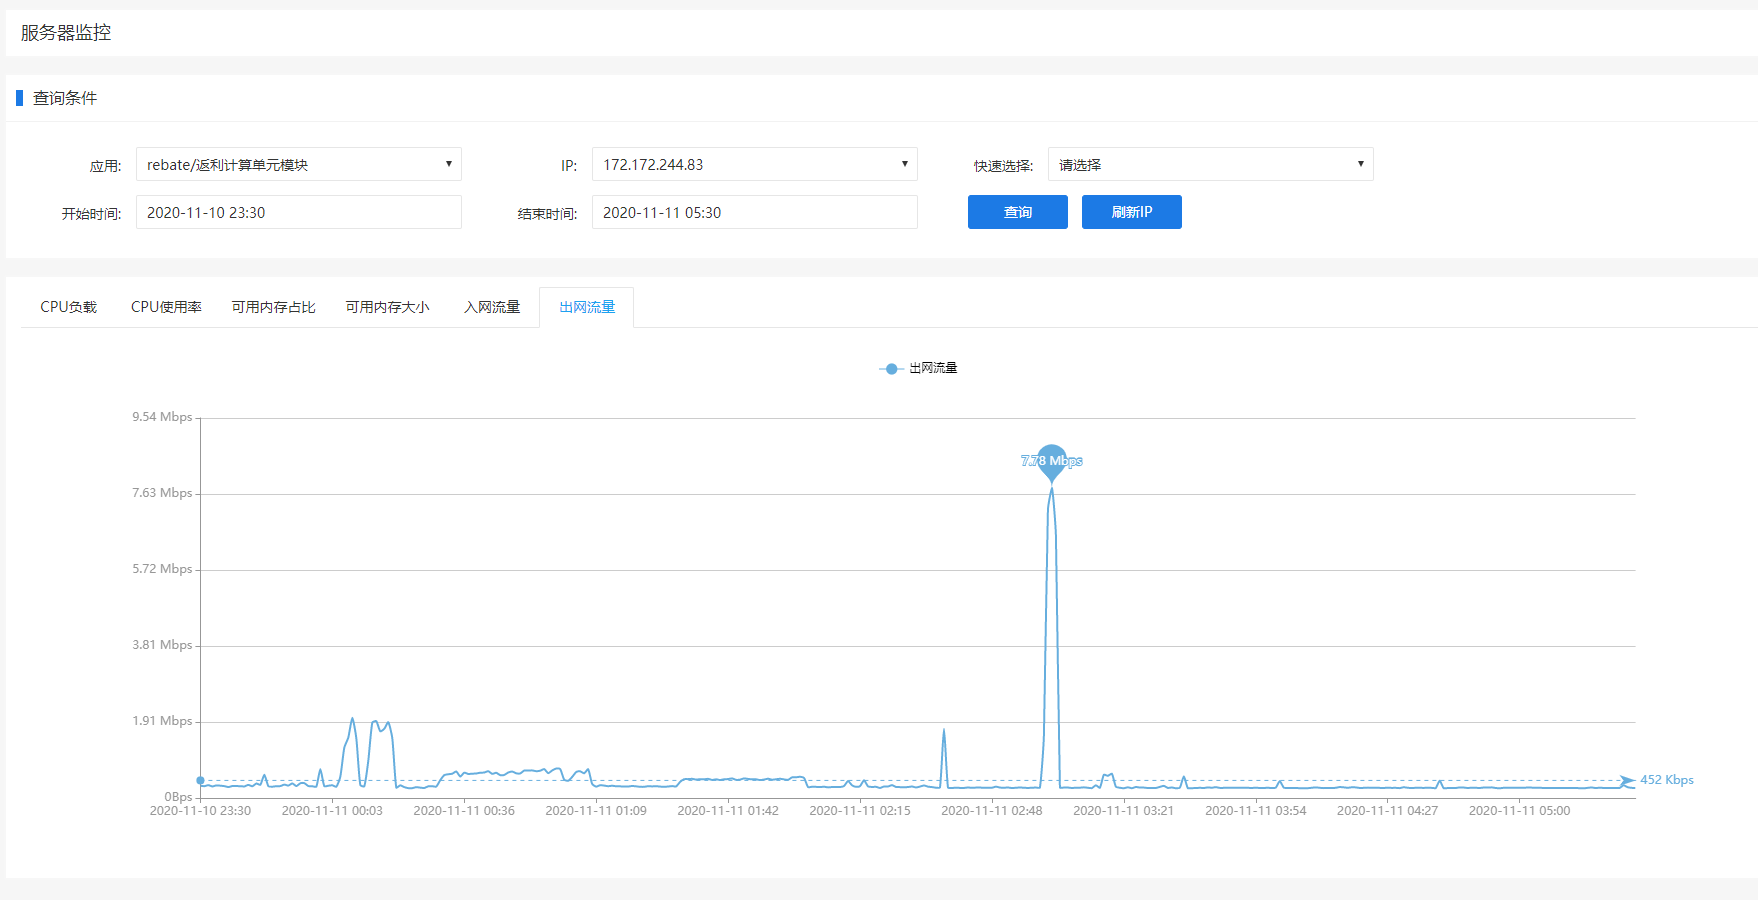 服务器监控
查询条件
应用: rebate/返利计算单元模块 IP: 172.172.244.83 快速选择: 请选择
开始时间: 2020-11-10 23:30 结束时间: 2020-11-11 05:30 查询 刷新IP
CPU负载 CPU使用率 可用内存占比 可用内存大小 入网流量 出网流量
出网流量
9.54 Mbps
7.78 Mbps
7.63 Mbps
5.72 Mbps
3.81 Mbps
1.91 Mbps
452 Kbps
0Bps
2020-11-10 23:30 2020-11-11 00:03 2020-11-11 00:36 2020-11-11 01:09 2020-11-11 01:42 2020-11-11 02:15 2020-11-11 02:48 2020-11-11 03:21 2020-11-11 03:54 2020-11-11 04:27 2020-11-11 05:00